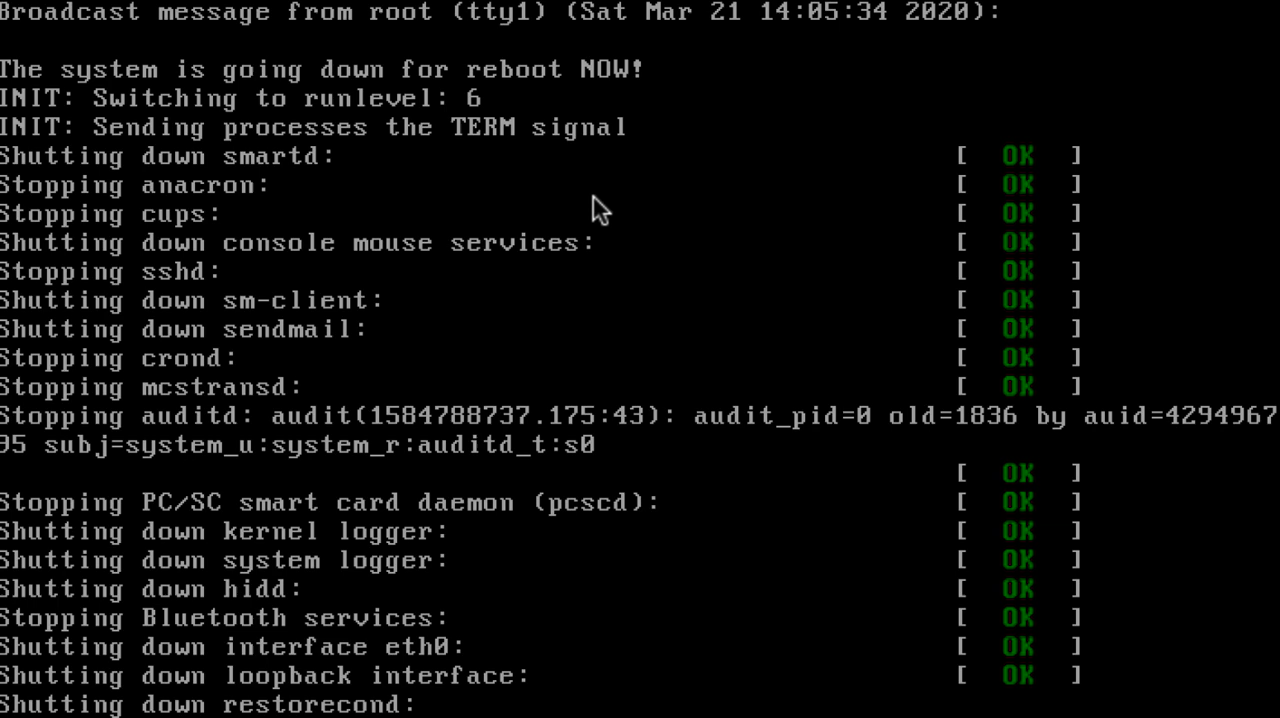 Broadcast message from root (tty1) (Sat Mar 21 14:05:34 2020):
The system is going down for reboot NOW!
INIT: Switching to runlevel: 6
INIT: Sending processes the TERM signal
Shutting down smartd: [ OK ]
Stopping anacron: [ OK ]
Stopping cups: [ OK ]
Shutting down console mouse services: [ OK ]
Stopping sshd: [ OK ]
Shutting down sm-client: [ OK ]
Shutting down sendmail: [ OK ]
Stopping crond: [ OK ]
Stopping mcstransd: [ OK ]
Stopping auditd: audit(1584788737.175:43): audit_pid=0 old=1836 by auid=4294967
95 subj=system_u:system_r:auditd_t:s0
[ OK ]
Stopping PC/SC smart card daemon (pcscd): [ OK ]
Shutting down kernel logger: [ OK ]
Shutting down system logger: [ OK ]
Shutting down hidd: [ OK ]
Stopping Bluetooth services: [ OK ]
Shutting down interface eth0: [ OK ]
Shutting down loopback interface: [ OK ]
Shutting down restorecond: